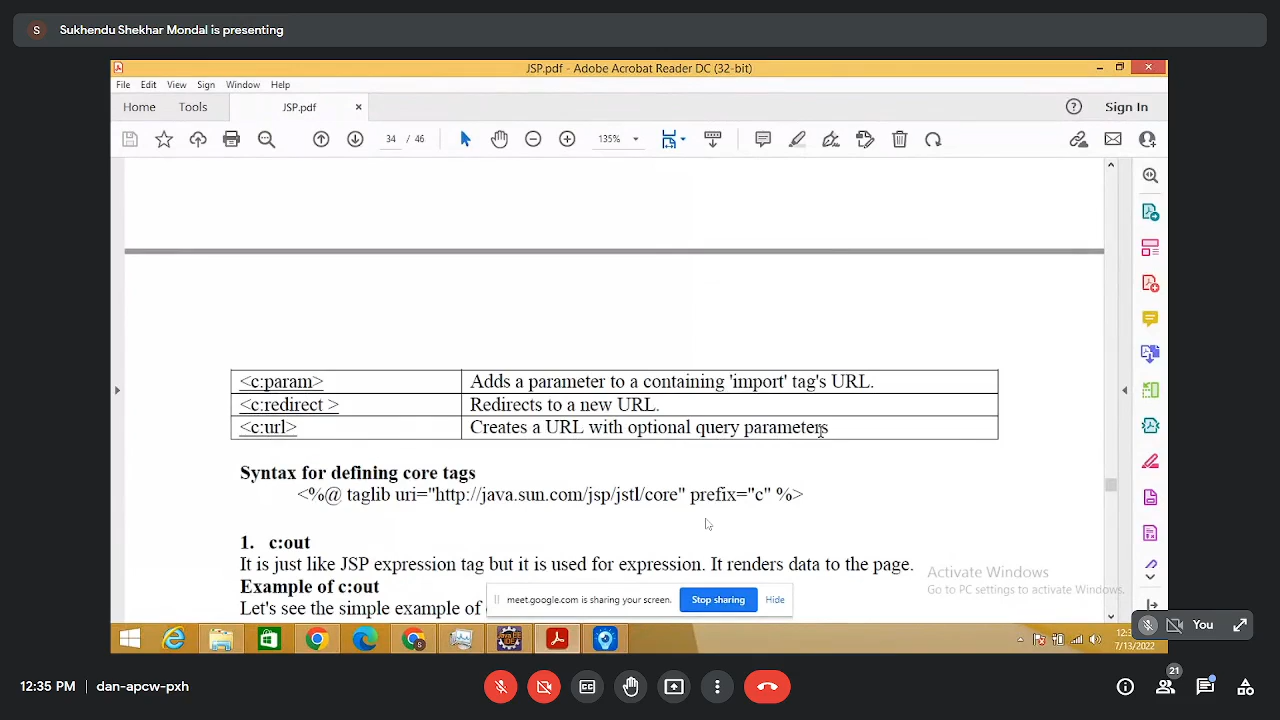 S Sukhendu Shekhar Mondal is presenting
JSP.pdf - Adobe Acrobat Reader DC (32-bit)
File Edit View Sign Window Help
Home Tools JSP.pdf × ? Sign In
34 / 46 135%
<c:param> Adds a parameter to a containing 'import' tag's URL.
<c:redirect > Redirects to a new URL.
<c:url> Creates a URL with optional query parameters
Syntax for defining core tags
<%@ taglib uri="http://java.sun.com/jsp/jstl/core" prefix="c" %>
1. c:out
It is just like JSP expression tag but it is used for expression. It renders data to the page.
Example of c:out
Let's see the simple example of
Activate Windows
Go to PC settings to activate Windows.
meet.google.com is sharing your screen. Stop sharing Hide
You
7/13/2022
12:35 PM | dan-apcw-pxh
21